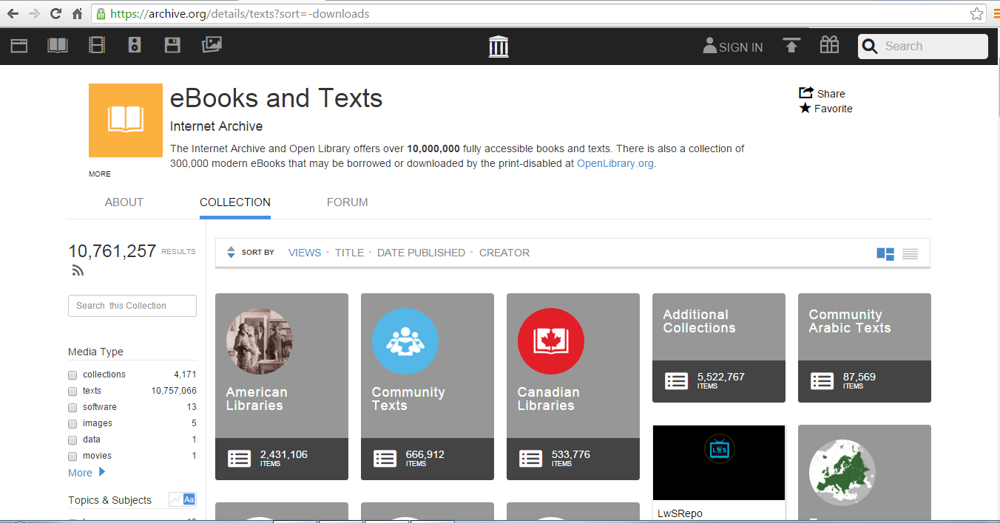 https://archive.org/details/texts?sort=-downloads
SIGN IN
Search
eBooks and Texts
Internet Archive
The Internet Archive and Open Library offers over 10,000,000 fully accessible books and texts. There is also a collection of
300,000 modern eBooks that may be borrowed or downloaded by the print-disabled at OpenLibrary.org.
MORE
Share
Favorite
ABOUT
COLLECTION
FORUM
10,761,257 RESULTS
Search this Collection
Media Type
collections 4,171
texts 10,757,066
software 13
images 5
data 1
movies 1
More
Topics & Subjects
Aa
SORT BY VIEWS · TITLE · DATE PUBLISHED · CREATOR
American
Libraries
2,431,106
ITEMS
Community
Texts
666,912
ITEMS
Canadian
Libraries
533,776
ITEMS
Additional
Collections
5,522,767
ITEMS
Community
Arabic Texts
87,569
ITEMS
LWS
LwSRepo